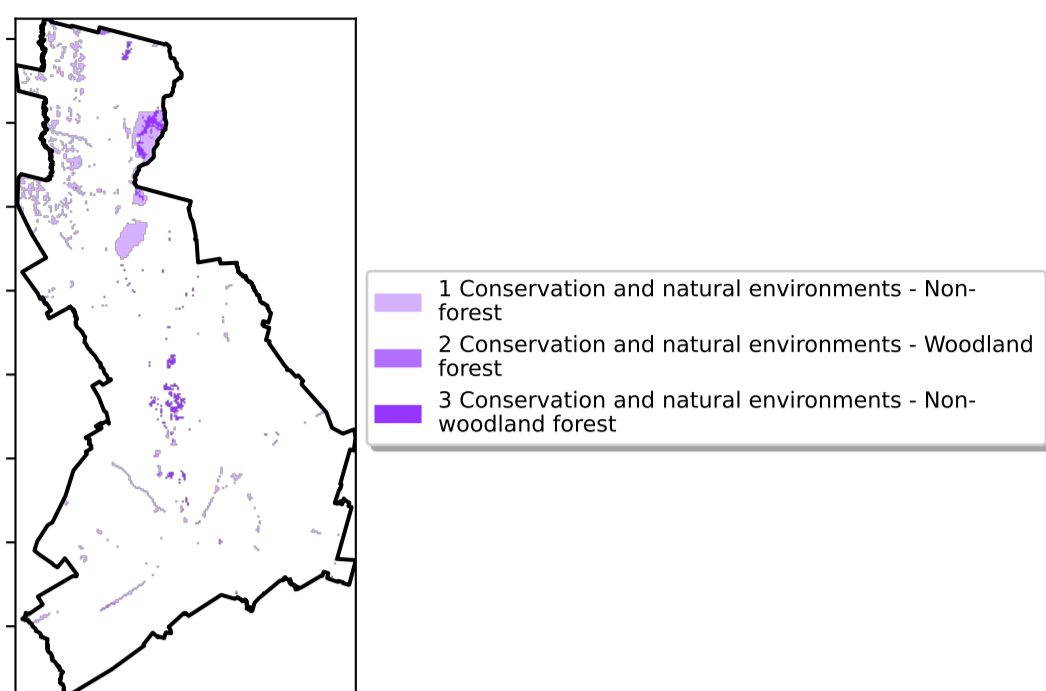 1 Conservation and natural environments - Non-
forest
2 Conservation and natural environments - Woodland
forest
3 Conservation and natural environments - Non-
woodland forest